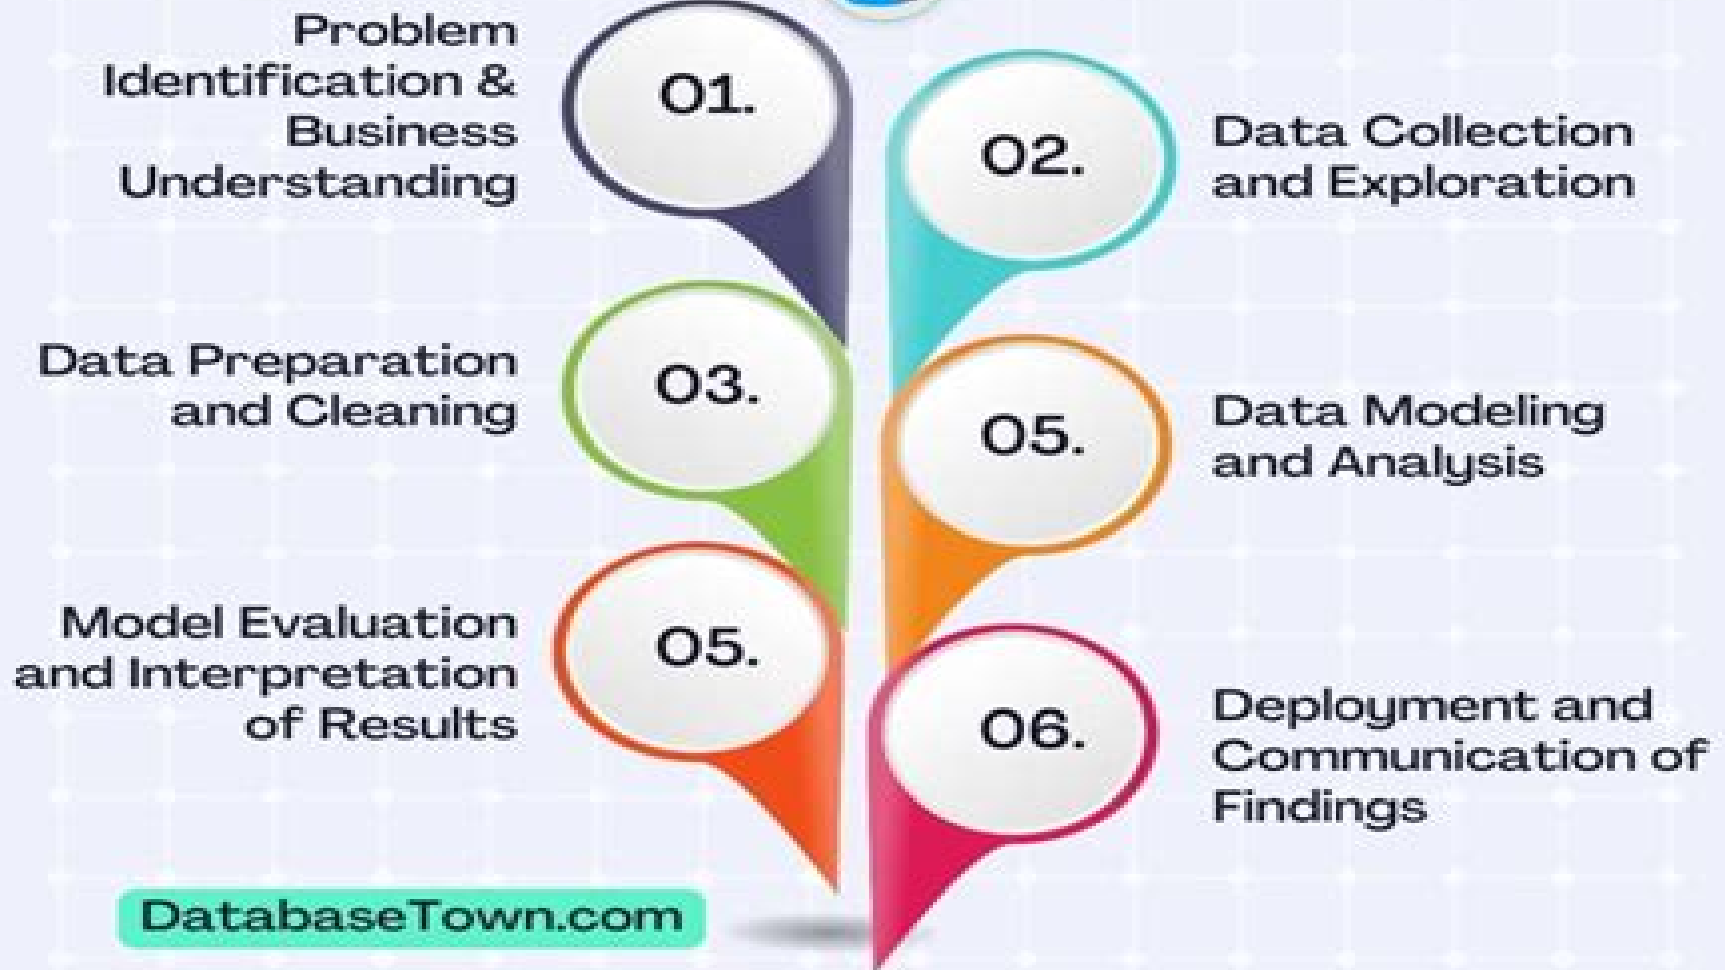 Problem
Identification &
Business
Understanding
01.
02.
Data Collection
and Exploration
Data Preparation
and Cleaning
03.
05.
Data Modeling
and Analysis
Model Evaluation
and Interpretation
of Results
05.
06.
Deployment and
Communication of
Findings
DatabaseTown.com